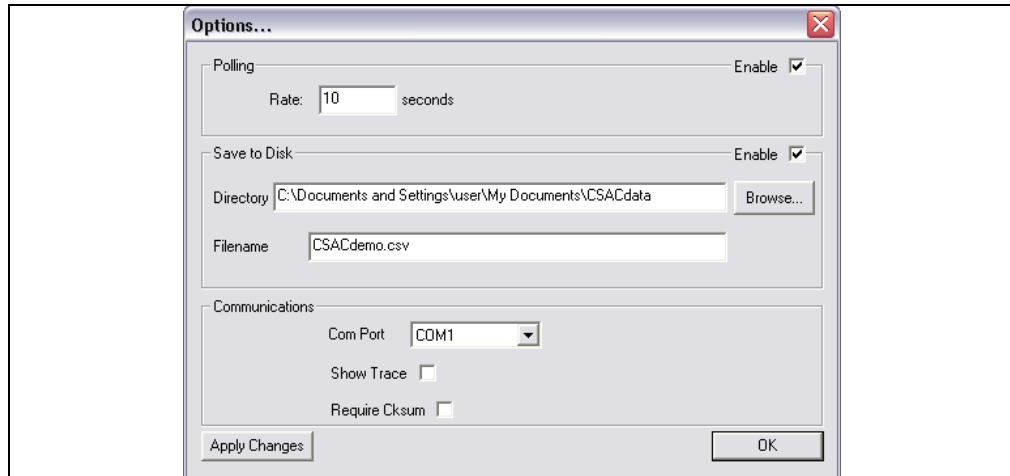 Options...
Polling Enable
Rate: 10 seconds
Save to Disk Enable
Directory C:\Documents and Settings\user\My Documents\CSACdata Browse...
Filename CSACdemo.csv
Communications
Com Port COM1
Show Trace
Require Cksum
Apply Changes OK